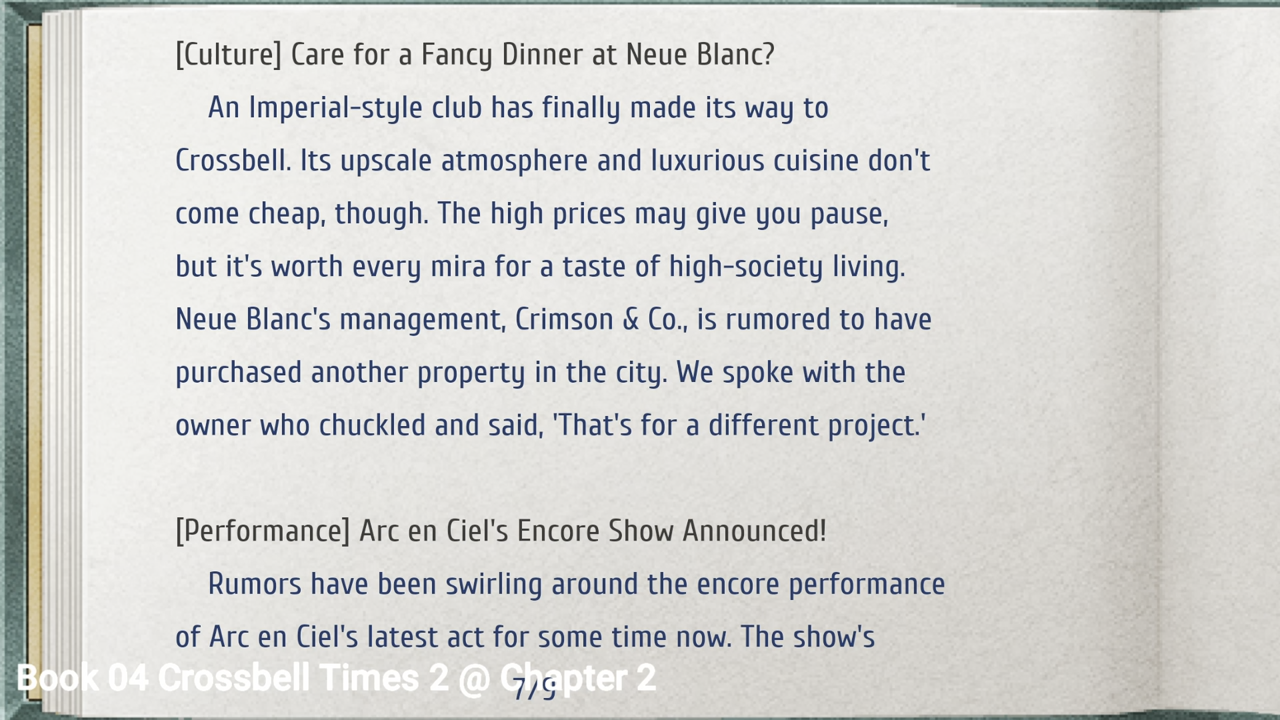 [Culture] Care for a Fancy Dinner at Neue Blanc?
An Imperial-style club has finally made its way to
Crossbell. Its upscale atmosphere and luxurious cuisine don't
come cheap, though. The high prices may give you pause,
but it's worth every mira for a taste of high-society living.
Neue Blanc's management, Crimson & Co., is rumored to have
purchased another property in the city. We spoke with the
owner who chuckled and said, 'That's for a different project.'
[Performance] Arc en Ciel's Encore Show Announced!
Rumors have been swirling around the encore performance
of Arc en Ciel's latest act for some time now. The show's
Book 04 Crossbell Times 2 @ Chapter 2
7/9